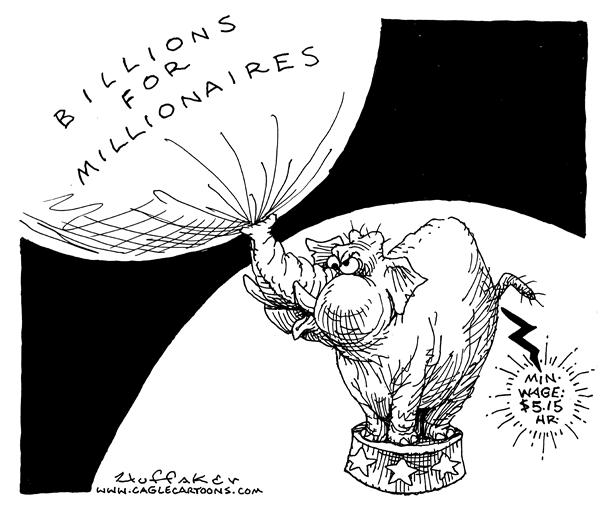 BILLIONS
FOR
MILLIONAIRES
MIN.
WAGE:
$5.15
HR.
Huffaker
WWW.CAGLECARTOONS.COM